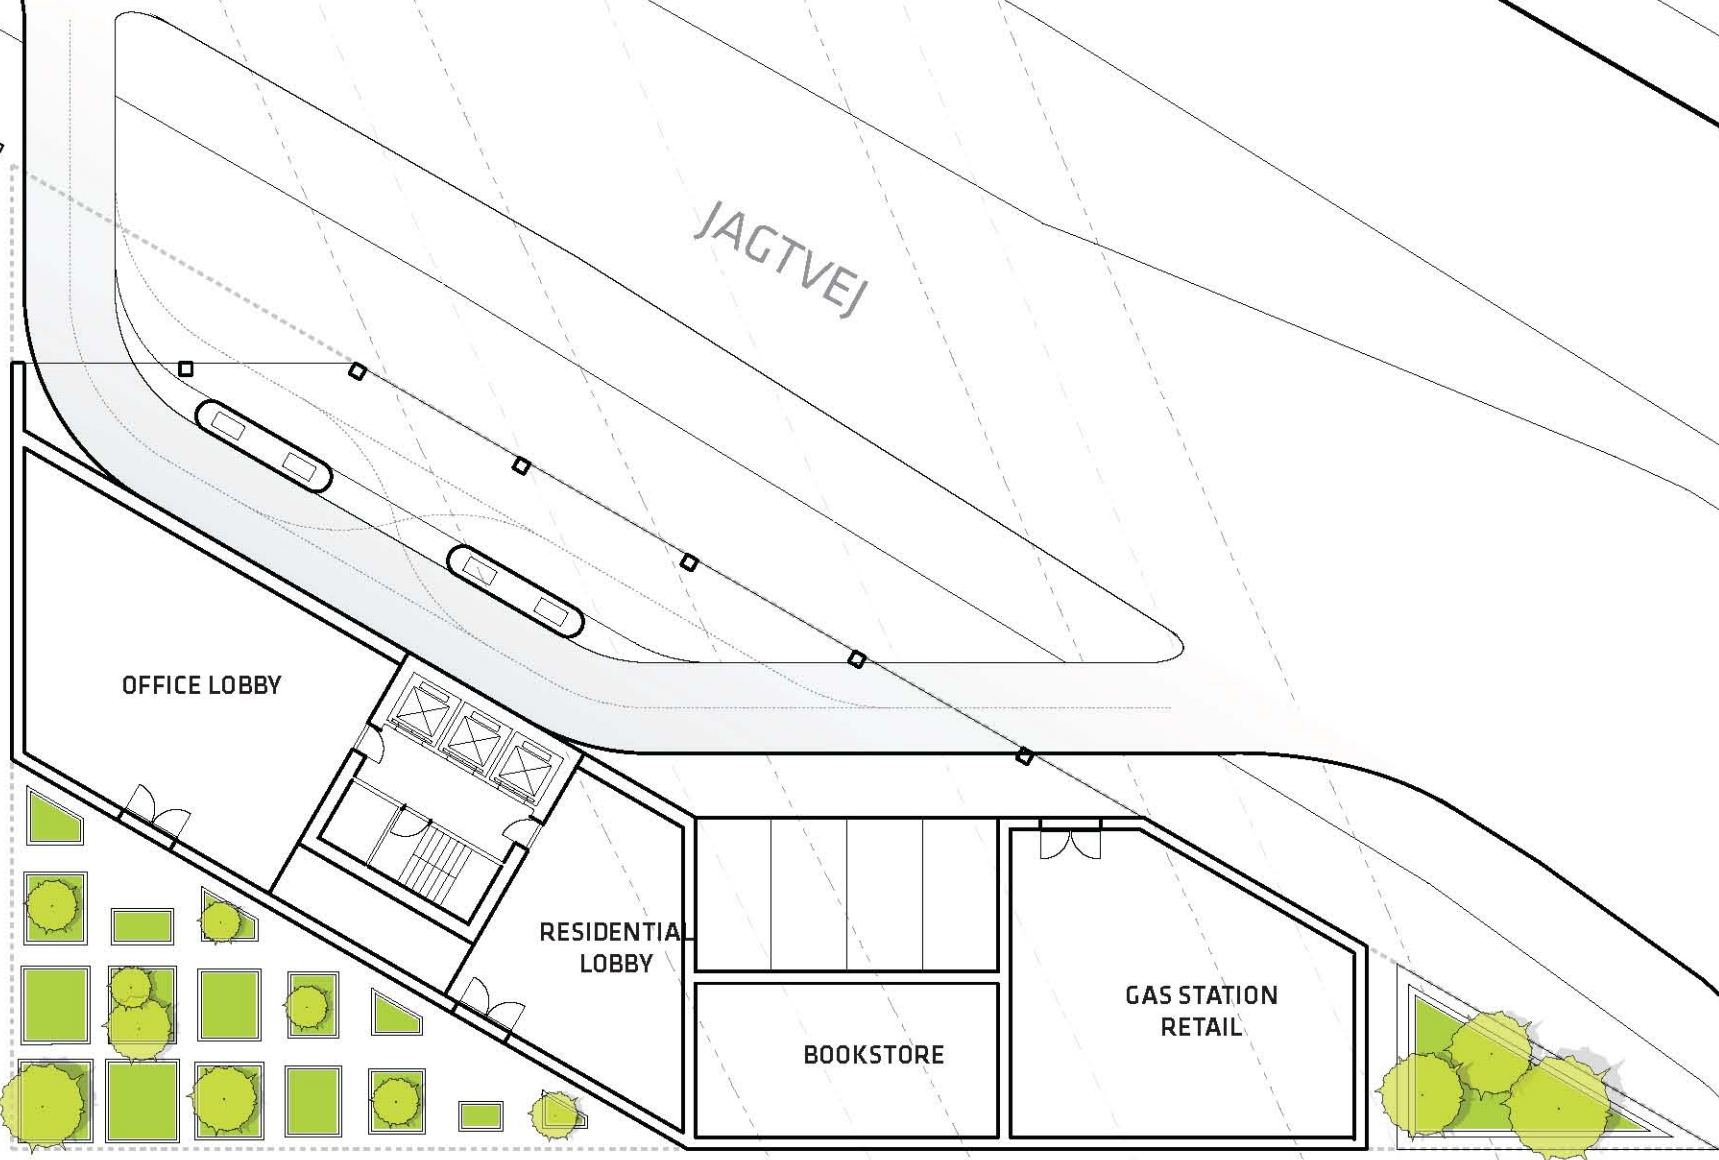 JAGTVEJ
OFFICE LOBBY
RESIDENTIAL
LOBBY
GAS STATION
RETAIL
BOOKSTORE